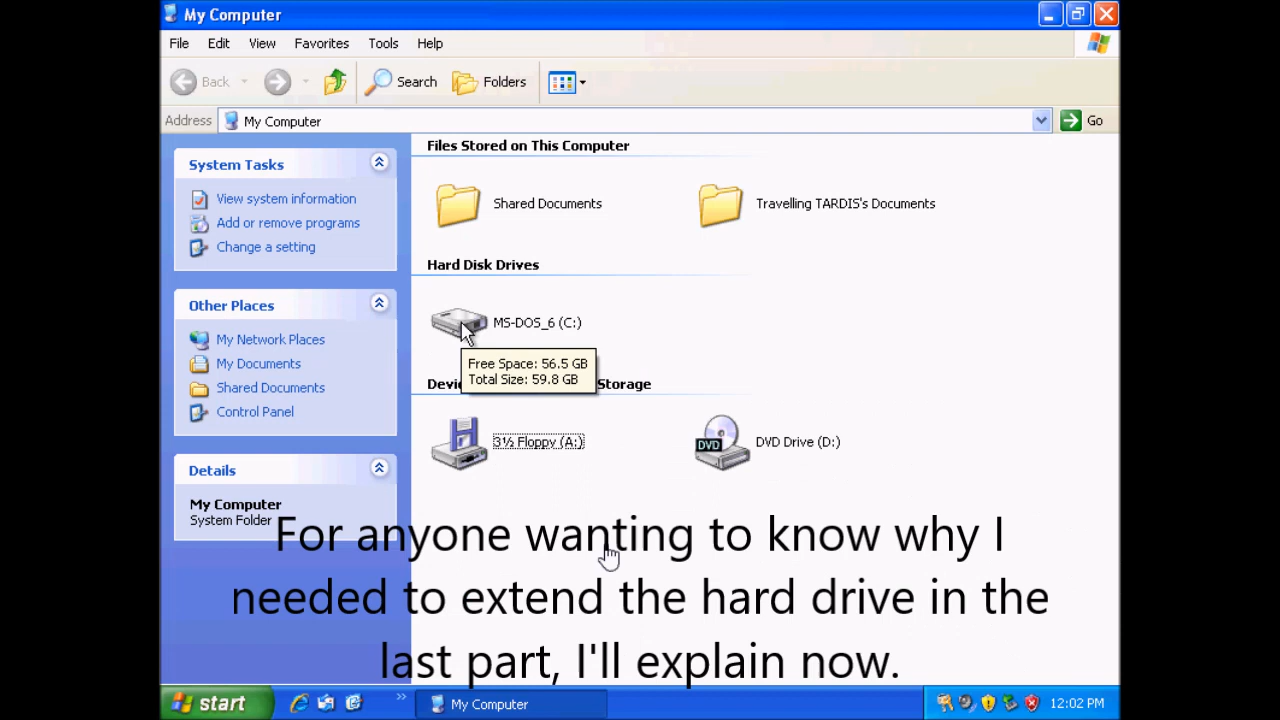 My Computer
File Edit View Favorites Tools Help
Back Search Folders
Address My Computer Go
System Tasks
View system information
Add or remove programs
Change a setting
Other Places
My Network Places
My Documents
Shared Documents
Control Panel
Details
My Computer
System Folder
Files Stored on This Computer
Shared Documents Travelling TARDIS's Documents
Hard Disk Drives
MS-DOS_6 (C:)
Free Space: 56.5 GB
Total Size: 59.8 GB
Storage
3½ Floppy (A:) DVD DVD Drive (D:)
For anyone wanting to know why I
needed to extend the hard drive in the
last part, I'll explain now.
start My Computer 12:02 PM